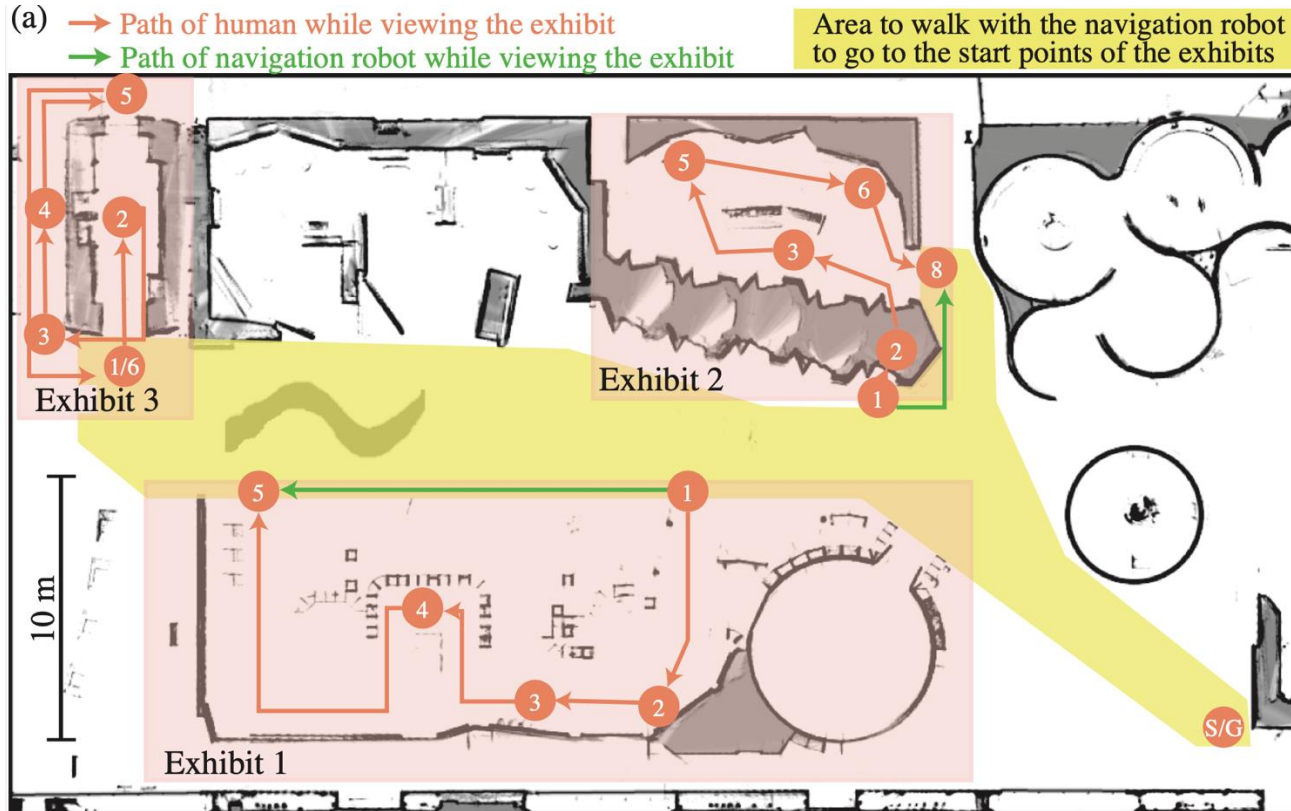 (a)
Path of human while viewing the exhibit
Path of navigation robot while viewing the exhibit
Area to walk with the navigation robot
to go to the start points of the exhibits
5
4
2
3
1/6
Exhibit 3
5
6
3
8
2
1
Exhibit 2
5
1
4
3
2
Exhibit 1
10 m
S/G